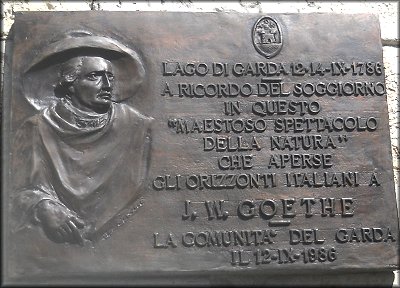 LAGO DI GARDA 12-14-IX-1786
A RICORDO DEL SOGGIORNO
IN QUESTO
"MAESTOSO SPETTACOLO
DELLA NATURA"
CHE APERSE
GLI ORIZZONTI ITALIANI A
J. W. GOETHE
LA COMUNITA' DEL GARDA
IL 12-IX-1986